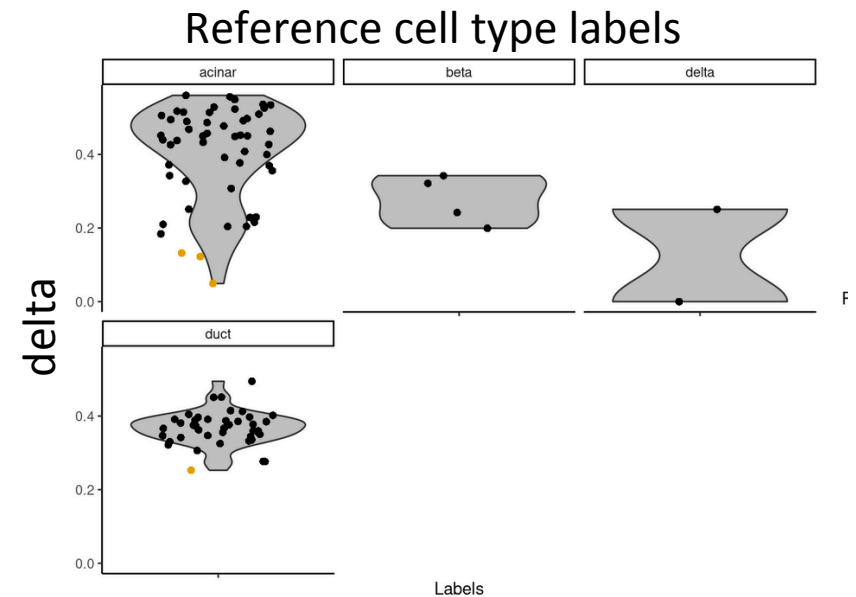 Reference cell type labels
acinar
beta
delta
0.4
0.2
0.0
delta
duct
0.4
0.2
0.0
Labels